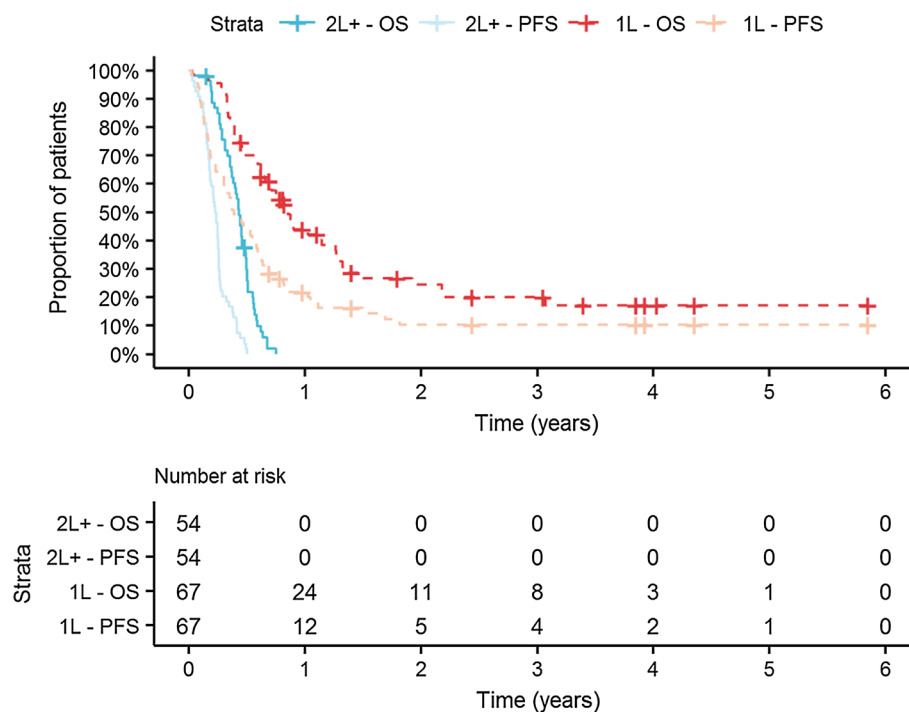 Strata 2L+ - OS 2L+ - PFS 1L - OS 1L - PFS
Proportion of patients
100%
90%
80%
70%
60%
50%
40%
30%
20%
10%
0%
0 1 2 3 4 5 6
Time (years)
Number at risk
Strata
2L+ - OS 54 0 0 0 0 0 0
2L+ - PFS 54 0 0 0 0 0 0
1L - OS 67 24 11 8 3 1 0
1L - PFS 67 12 5 4 2 1 0
0 1 2 3 4 5 6
Time (years)